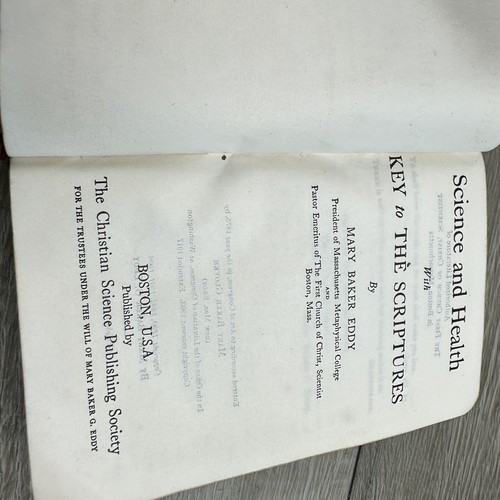 Science and Health
With
KEY to THE SCRIPTURES
By
MARY BAKER EDDY
President of Massachusetts Metaphysical College
AND
Pastor Emeritus of The First Church of Christ, Scientist
Boston, Mass.
BOSTON, U.S.A.
Published by
The Christian Science Publishing Society
FOR THE TRUSTEES UNDER THE WILL OF MARY BAKER G. EDDY